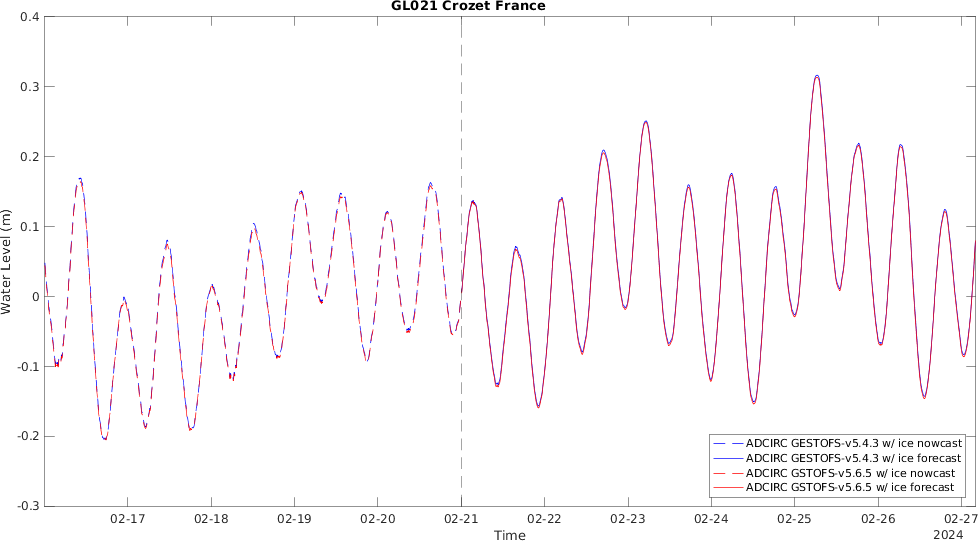 GL021 Crozet France
0.4
0.3
0.2
0.1
0
-0.1
-0.2
-0.3
Water Level (m)
ADCIRC GESTOFS-v5.4.3 w/ ice nowcast
ADCIRC GESTOFS-v5.4.3 w/ ice forecast
ADCIRC GSTOFS-v5.6.5 w/ ice nowcast
ADCIRC GSTOFS-v5.6.5 w/ ice forecast
02-17 02-18 02-19 02-20 02-21 02-22 02-23 02-24 02-25 02-26 02-27
Time
2024